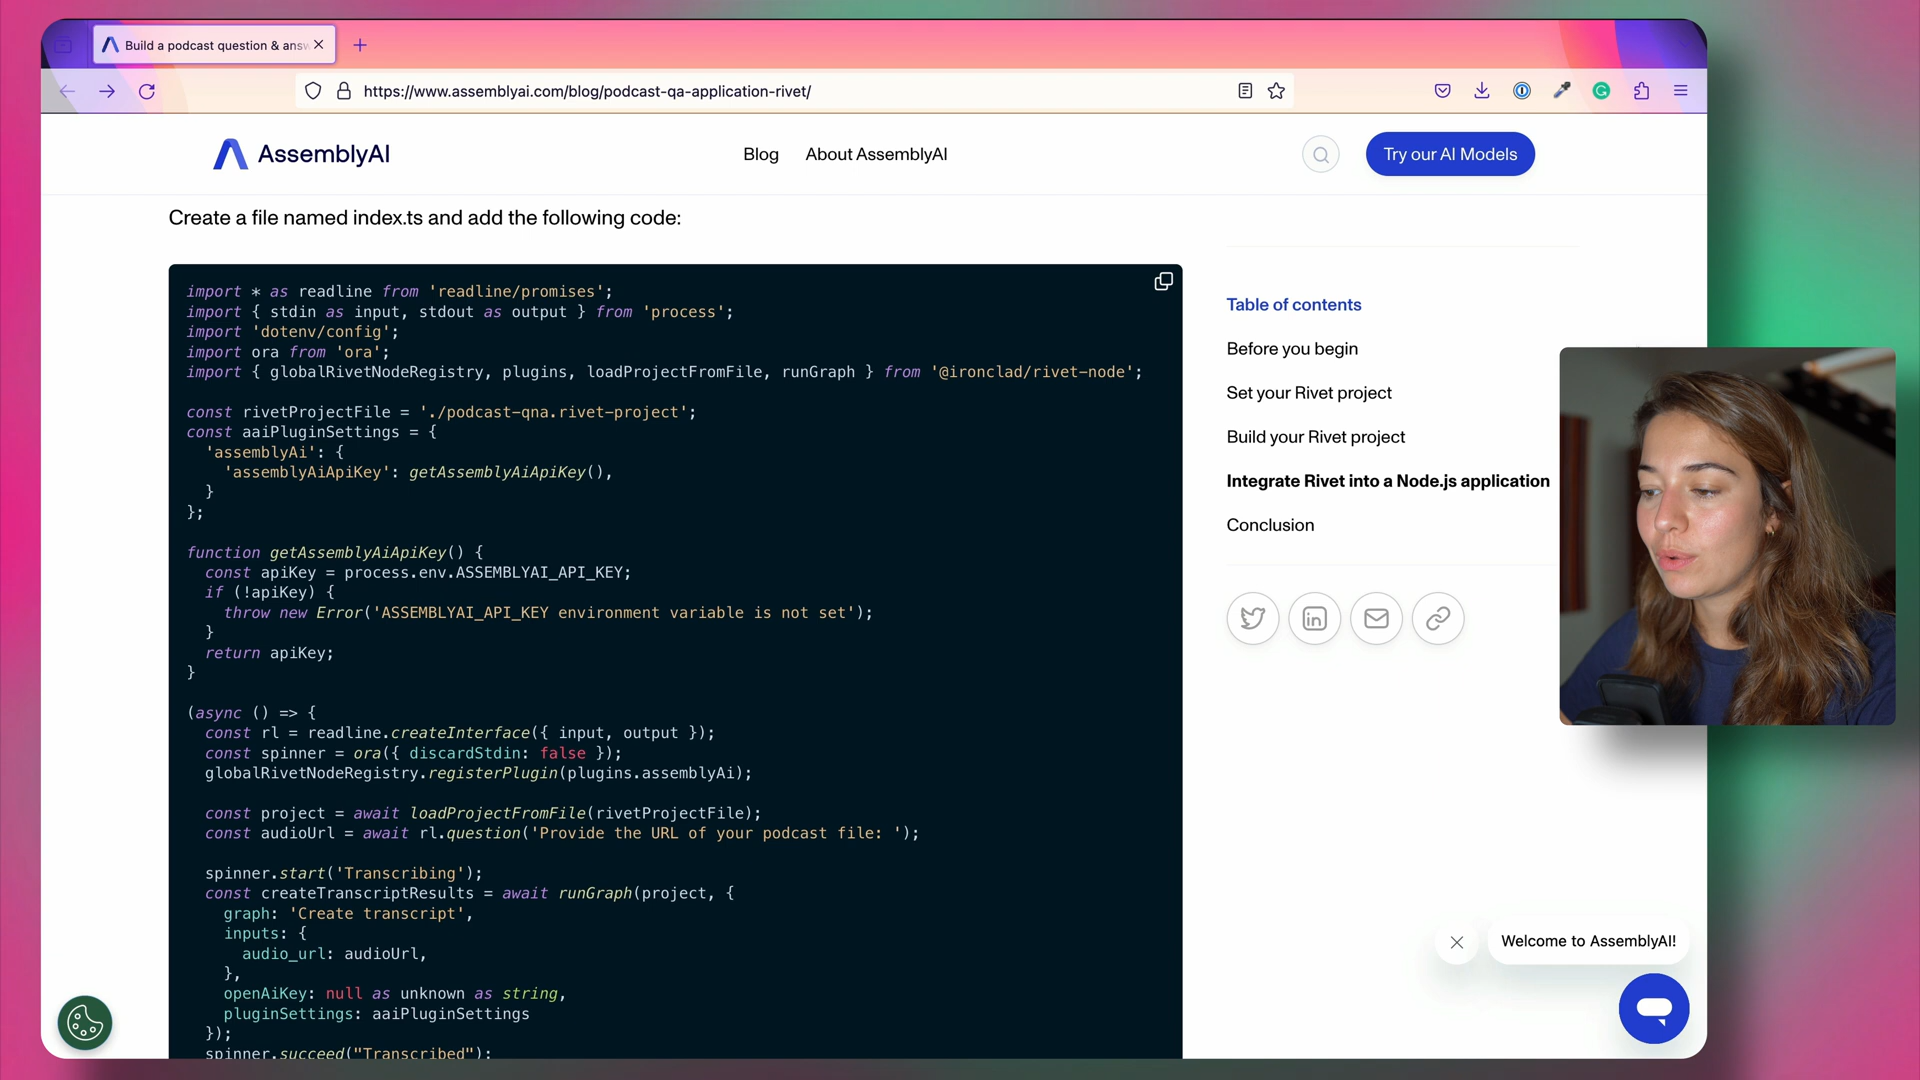 Build a podcast question & answ
https://www.assemblyai.com/blog/podcast-qa-application-rivet/
AssemblyAI
Blog
About AssemblyAI
Try our AI Models
Create a file named index.ts and add the following code:
import * as readline from 'readline/promises';
import { stdin as input, stdout as output } from 'process';
import 'dotenv/config';
import ora from 'ora';
import { globalRivetNodeRegistry, plugins, loadProjectFromFile, runGraph } from '@ironclad/rivet-node';
const rivetProjectFile = './podcast-qna.rivet-project';
const aaiPluginSettings = {
'assemblyAi': {
'assemblyAiApiKey': getAssemblyAiApiKey(),
}
};
function getAssemblyAiApiKey() {
const apiKey = process.env.ASSEMBLYAI_API_KEY;
if (!apiKey) {
throw new Error('ASSEMBLYAI_API_KEY environment variable is not set');
}
return apiKey;
}
(async () => {
const rl = readline.createInterface({ input, output });
const spinner = ora({ discardStdin: false });
globalRivetNodeRegistry.registerPlugin(plugins.assemblyAi);
const project = await loadProjectFromFile(rivetProjectFile);
const audioUrl = await rl.question('Provide the URL of your podcast file: ');
spinner.start('Transcribing');
const createTranscriptResults = await runGraph(project, {
graph: 'Create transcript',
inputs: {
audio_url: audioUrl,
},
openAiKey: null as unknown as string,
pluginSettings: aaiPluginSettings
});
spinner.succeed("Transcribed");
Table of contents
Before you begin
Set your Rivet project
Build your Rivet project
Integrate Rivet into a Node.js application
Conclusion
Welcome to AssemblyAI!